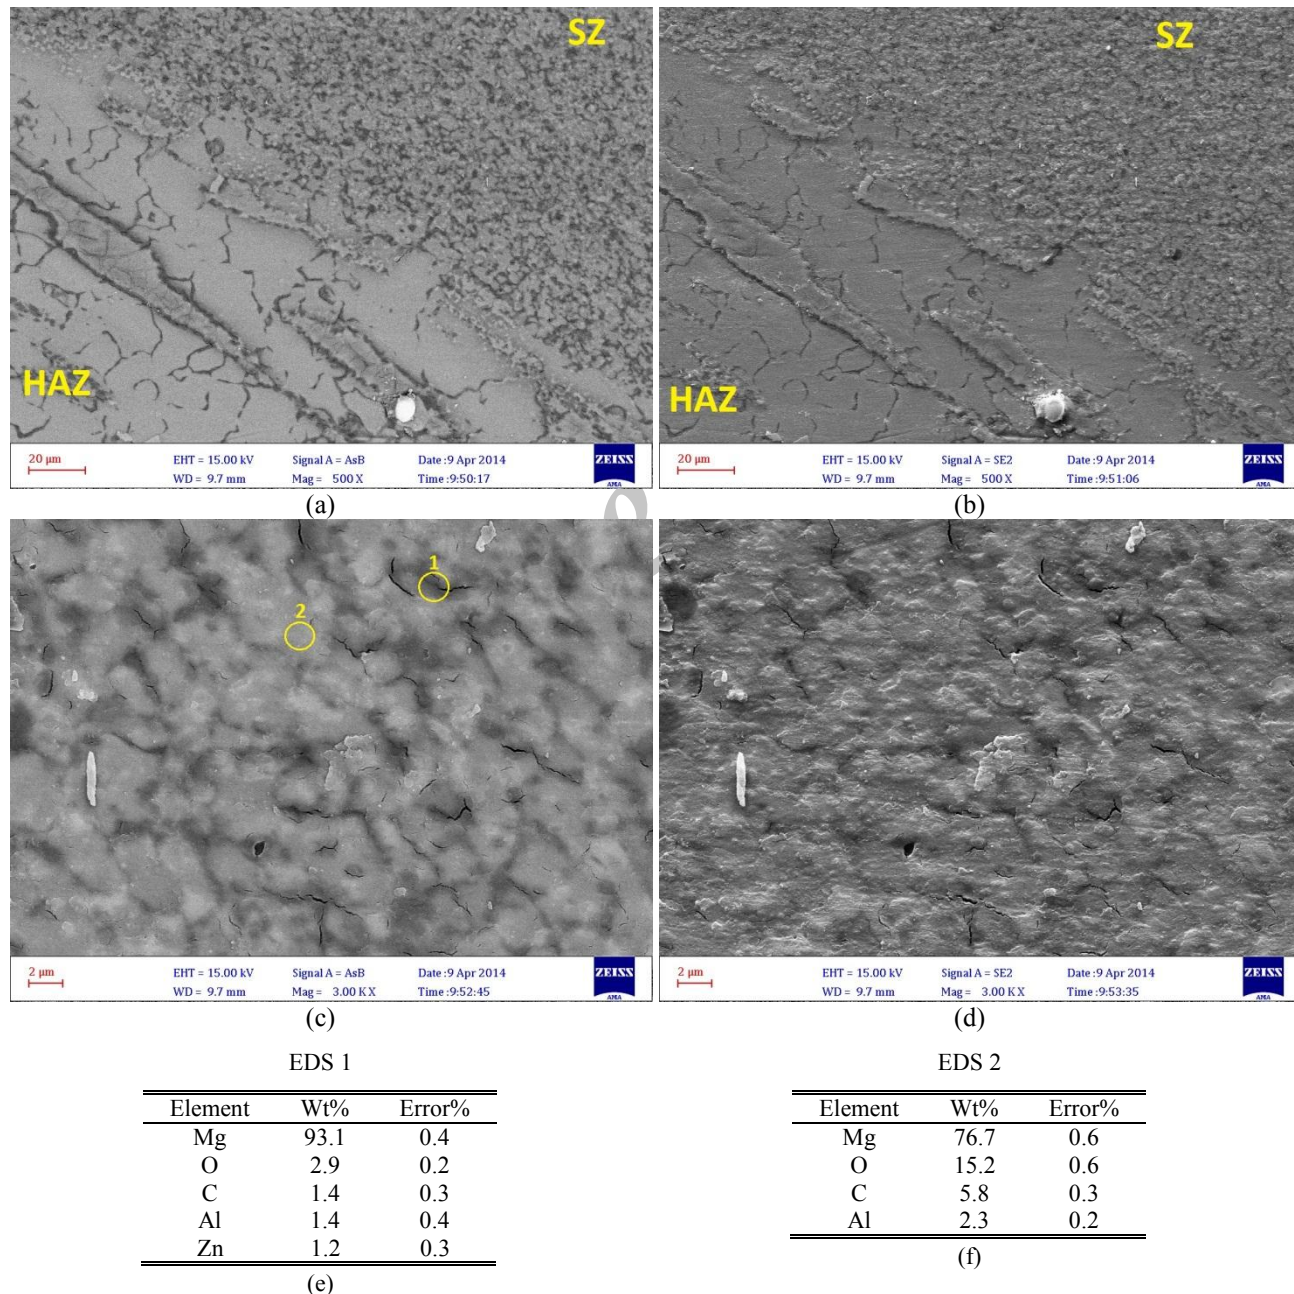 SZ
HAZ
20 µm
EHT = 15.00 kV Signal A = AsB Date :9 Apr 2014
WD = 9.7 mm Mag = 500 X Time :9:50:17
ZEISS
AMA
(a)
SZ
HAZ
20 µm
EHT = 15.00 kV Signal A = SE2 Date :9 Apr 2014
WD = 9.7 mm Mag = 500 X Time :9:51:06
ZEISS
AMA
(b)
1
2
2 µm
EHT = 15.00 kV Signal A = AsB Date :9 Apr 2014
WD = 9.7 mm Mag = 3.00 K X Time :9:52:45
ZEISS
AMA
(c)
2 µm
EHT = 15.00 kV Signal A = SE2 Date :9 Apr 2014
WD = 9.7 mm Mag = 3.00 K X Time :9:53:35
ZEISS
AMA
(d)
EDS 1
Element Wt% Error%
Mg 93.1 0.4
O 2.9 0.2
C 1.4 0.3
Al 1.4 0.4
Zn 1.2 0.3
(e)
EDS 2
Element Wt% Error%
Mg 76.7 0.6
O 15.2 0.6
C 5.8 0.3
Al 2.3 0.2
(f)